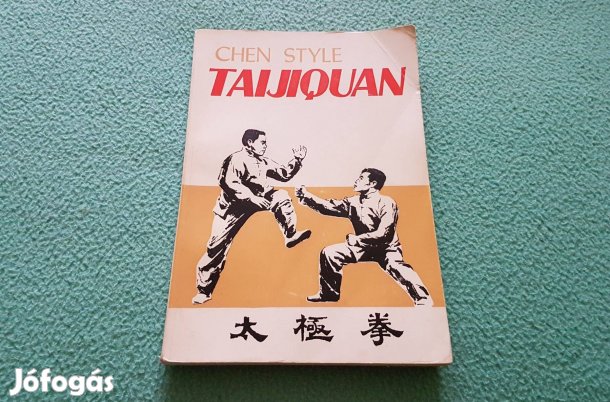 CHEN STYLE
TAIJIQUAN
太極拳
Jófogás